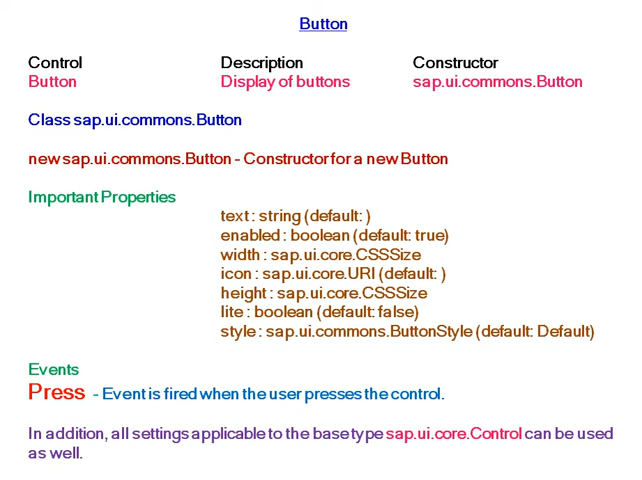 Button
Control Description Constructor
Button Display of buttons sap.ui.commons.Button
Class sap.ui.commons.Button
new sap.ui.commons.Button - Constructor for a new Button
Important Properties
text : string (default: )
enabled : boolean (default: true)
width : sap.ui.core.CSSSize
icon : sap.ui.core.URI (default: )
height : sap.ui.core.CSSSize
lite : boolean (default: false)
style : sap.ui.commons.ButtonStyle (default: Default)
Events
Press - Event is fired when the user presses the control.
In addition, all settings applicable to the base type sap.ui.core.Control can be used
as well.